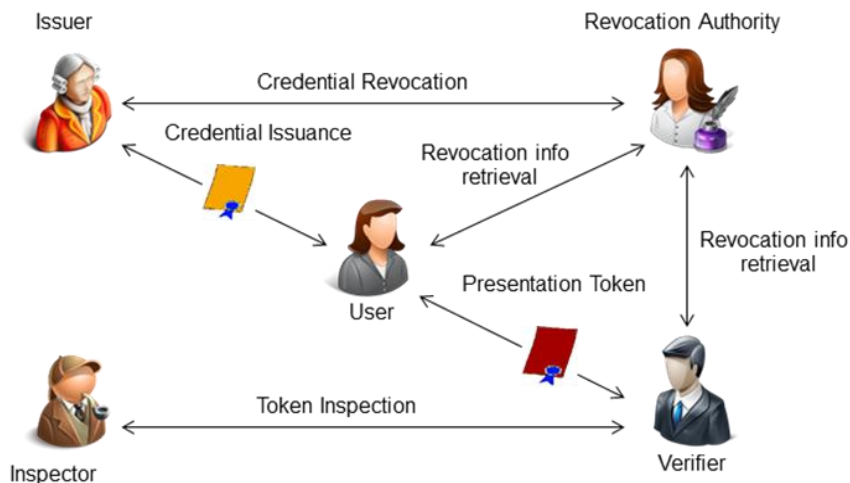 Issuer
Revocation Authority
Credential Revocation
Credential Issuance
Revocation info
retrieval
Revocation info
retrieval
Presentation Token
User
Token Inspection
Verifier
Inspector